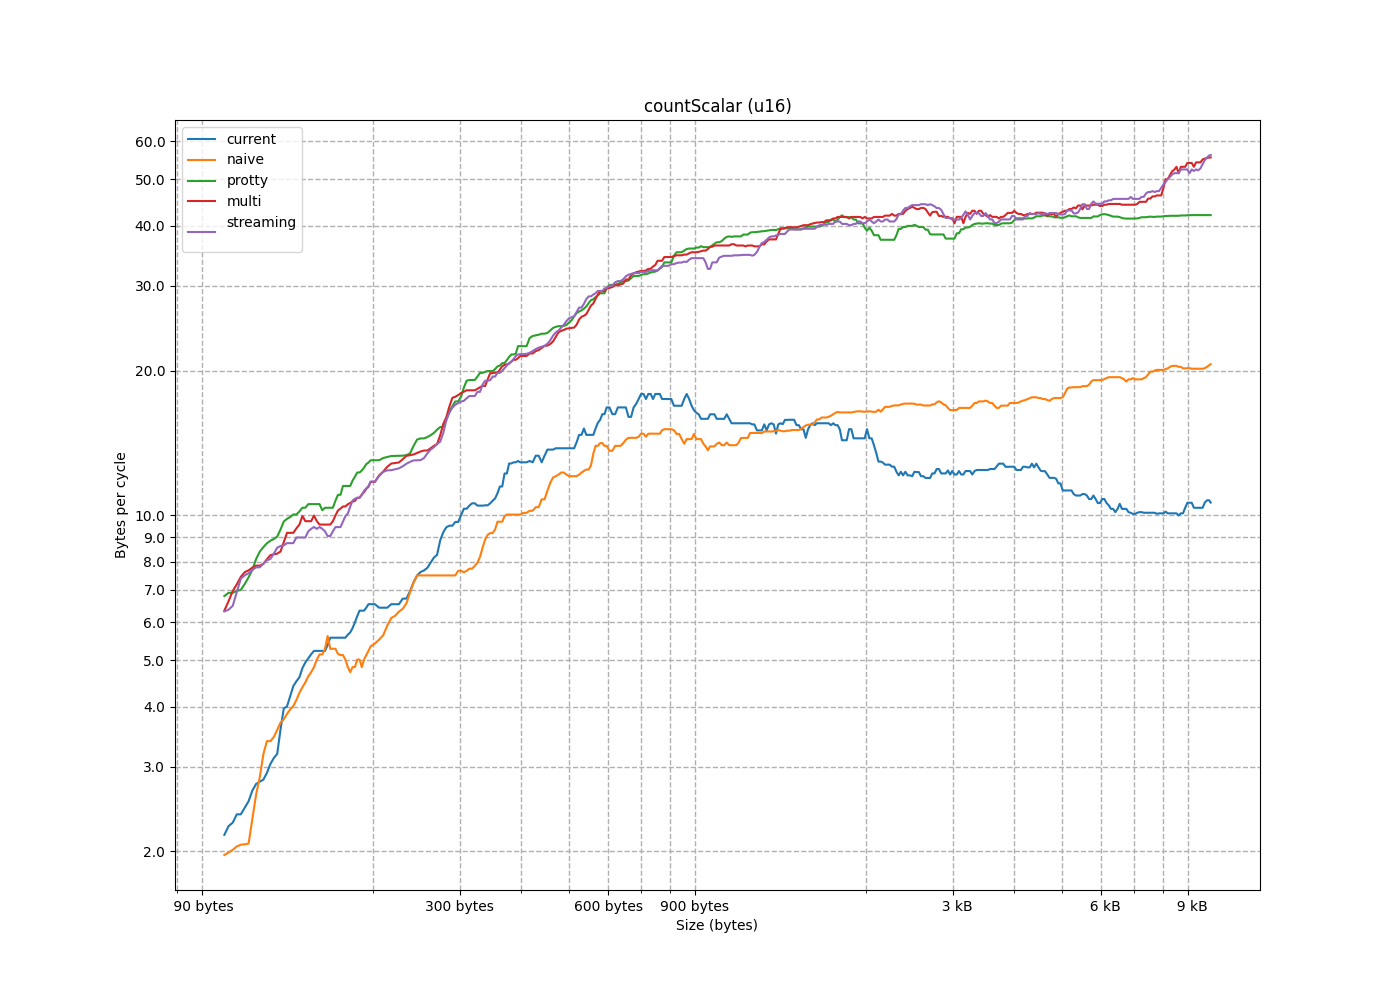 countScalar (u16)
current
naive
protty
multi
streaming
60.0
50.0
40.0
30.0
20.0
10.0
9.0
8.0
7.0
6.0
5.0
4.0
3.0
2.0
Bytes per cycle
90 bytes 300 bytes 600 bytes 900 bytes 3 kB 6 kB 9 kB
Size (bytes)